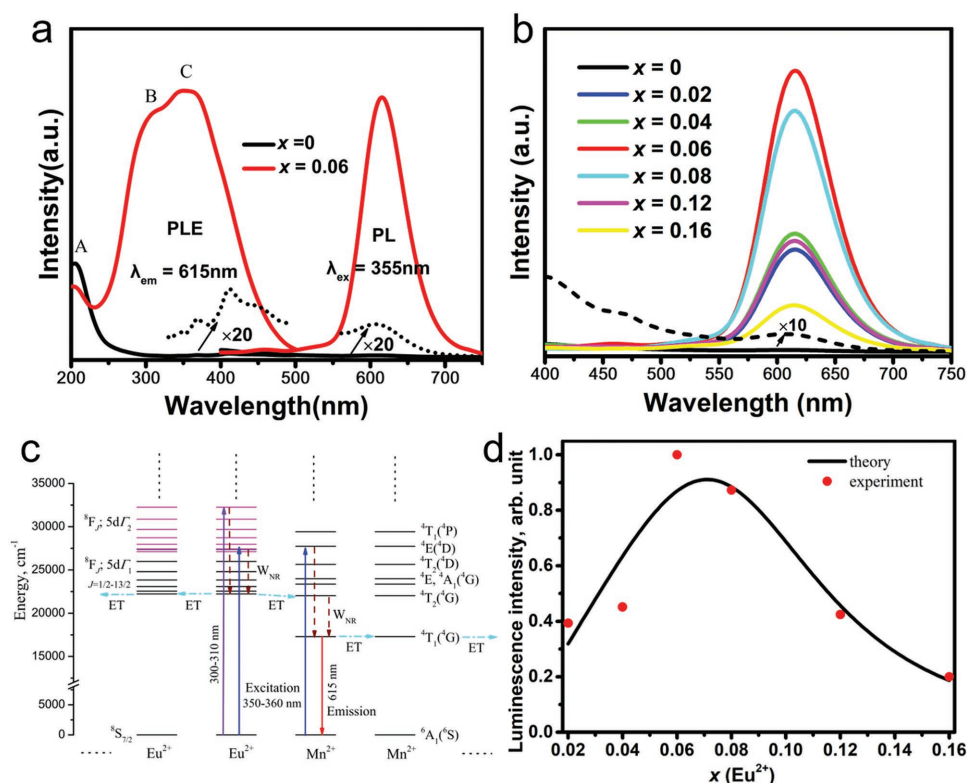 a
A
B
C
x =0
x = 0.06
PLE
λem = 615nm
PL
λex = 355nm
×20
×20
Intensity(a.u.)
200 300 400 500 600 700
Wavelength(nm)
b
x = 0
x = 0.02
x = 0.04
x = 0.06
x = 0.08
x = 0.12
x = 0.16
×10
Intensity (a.u.)
400 450 500 550 600 650 700 750
Wavelength (nm)
c
Energy, cm⁻¹
35000
30000
25000
20000
15000
5000
0
⁸FJ; 5dΓ2
⁸FJ; 5dΓ1
J=1/2-13/2
⁸S7/2
ET
ET
ET
ET
ET
WNR
WNR
300-310 nm
Excitation
350-360 nm
615 nm
Emission
⁴T1(⁴P)
⁴E(⁴D)
⁴T2(⁴D)
⁴E, ⁴A1(⁴G)
⁴T2(⁴G)
⁴T1(⁴G)
⁶A1(⁶S)
Eu²⁺
Eu²⁺
Mn²⁺
Mn²⁺
d
theory
experiment
Luminescence intensity, arb. unit
1.0
0.8
0.6
0.4
0.2
0.0
0.02 0.04 0.06 0.08 0.10 0.12 0.14 0.16
x (Eu²⁺)